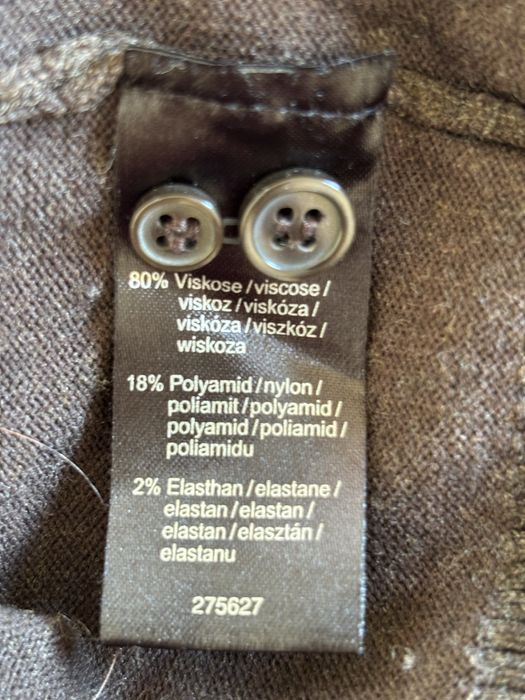 80% Viskose/viscose/
viskoz/viskóza/
viskóza/viszkóz/
wiskoza
18% Polyamid/nylon/
poliamit/polyamid/
polyamid/poliamid/
poliamidu
2% Elasthan/elastane/
elastan/elastan/
elastan/elasztán/
elastanu
275627